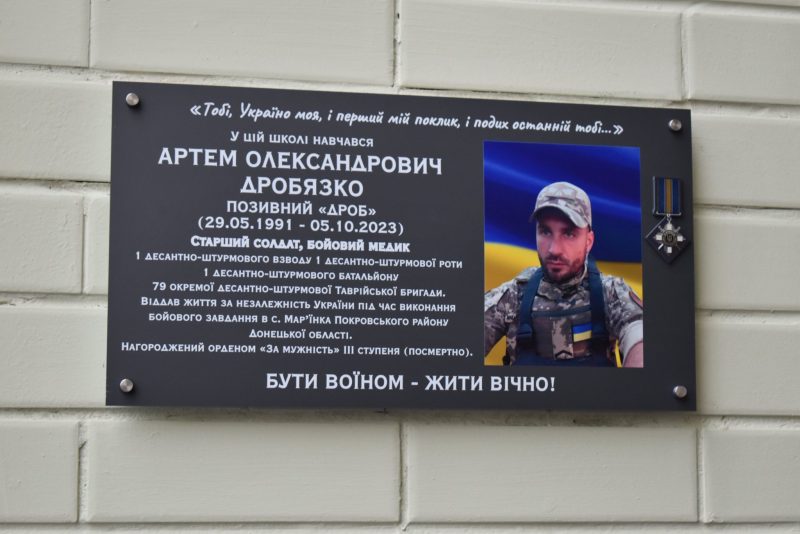 «Тобі, Україно моя, і перший мій поклик, і подих останній тобі...»
У ЦІЙ ШКОЛІ НАВЧАВСЯ
АРТЕМ ОЛЕКСАНДРОВИЧ
ДРОБЯЗКО
ПОЗИВНИЙ «ДРОБ»
(29.05.1991 - 05.10.2023)
СТАРШИЙ СОЛДАТ, БОЙОВИЙ МЕДИК
1 ДЕСАНТНО-ШТУРМОВОГО ВЗВОДУ 1 ДЕСАНТНО-ШТУРМОВОЇ РОТИ
1 ДЕСАНТНО-ШТУРМОВОГО БАТАЛЬЙОНУ
79 ОКРЕМОЇ ДЕСАНТНО-ШТУРМОВОЇ ТАВРІЙСЬКОЇ БРИГАДИ.
ВІДДАВ ЖИТТЯ ЗА НЕЗАЛЕЖНІСТЬ УКРАЇНИ ПІД ЧАС ВИКОНАННЯ
БОЙОВОГО ЗАВДАННЯ В С. МАР'ЇНКА ПОКРОВСЬКОГО РАЙОНУ
ДОНЕЦЬКОЇ ОБЛАСТІ.
НАГОРОДЖЕНИЙ ОРДЕНОМ «ЗА МУЖНІСТЬ» ІІІ СТУПЕНЯ (ПОСМЕРТНО).
БУТИ ВОЇНОМ - ЖИТИ ВІЧНО!